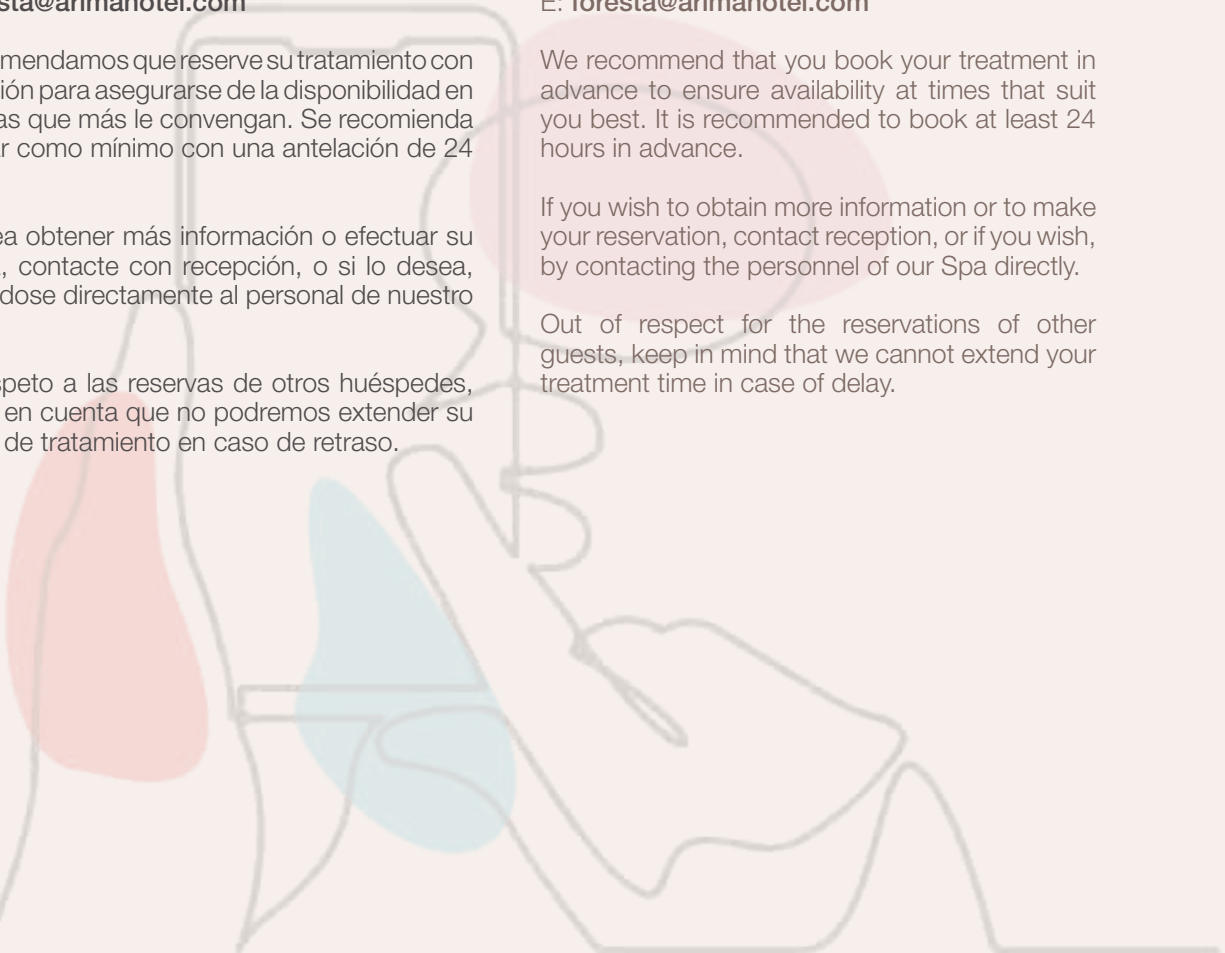 sta@arimahotel.com
mendamos que reserve su tratamiento con
ión para asegurarse de la disponibilidad en
as que más le convengan. Se recomienda
r como mínimo con una antelación de 24
ea obtener más información o efectuar su
, contacte con recepción, o si lo desea,
dose directamente al personal de nuestro
speto a las reservas de otros huéspedes,
en cuenta que no podremos extender su
de tratamiento en caso de retraso.
E: foresta@arimahotel.com
We recommend that you book your treatment in
advance to ensure availability at times that suit
you best. It is recommended to book at least 24
hours in advance.
If you wish to obtain more information or to make
your reservation, contact reception, or if you wish,
by contacting the personnel of our Spa directly.
Out of respect for the reservations of other
guests, keep in mind that we cannot extend your
treatment time in case of delay.